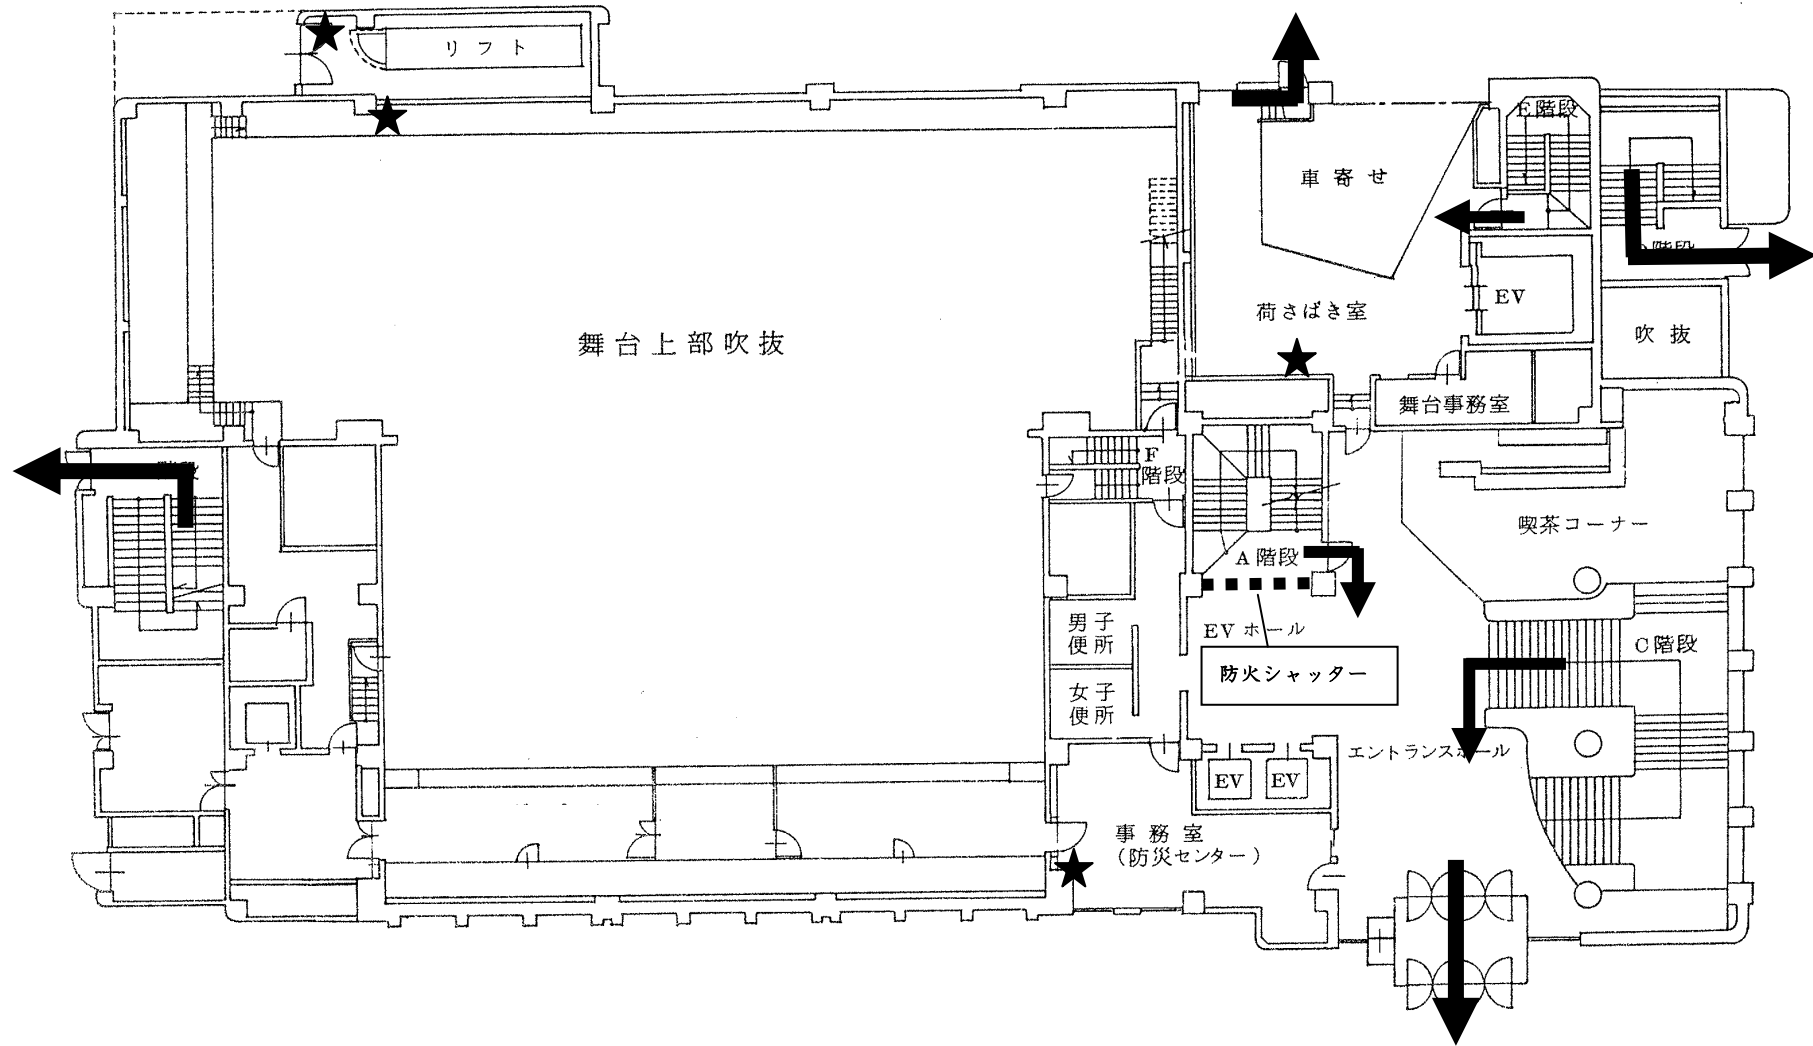 リフト
E階段
車寄せ
階段
EV
荷さばき室
吹抜
舞台上部吹抜
舞台事務室
F
階段
喫茶コーナー
A階段
男子
便所
EVホール
C階段
防火シャッター
女子
便所
エントランスホール
EV
EV
事務室
(防災センター)